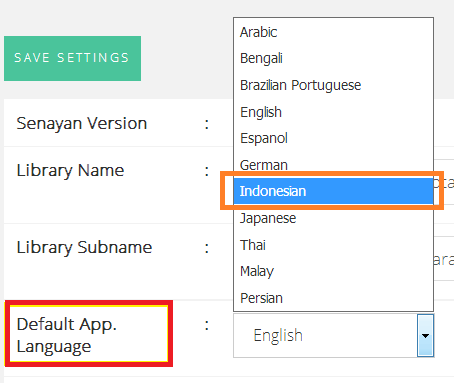 Arabic
Bengali
Brazilian Portuguese
English
Espanol
German
Indonesian
Japanese
Thai
Malay
Persian
SAVE SETTINGS
Senayan Version :
Library Name :
Library Subname :
Default App. :
Language
English